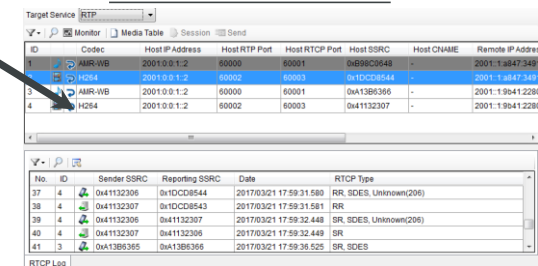 Target Service RTP
Monitor Media Table Session Send
ID Codec Host IP Address Host RTP Port Host RTCP Port Host SSRC Host CNAME Remote IP Addres
1 AMR-WB 2001:0:0:1::2 60000 60001 0xB98C0648 - 2001::1:a847:349
2 H264 2001:0:0:1::2 60002 60003 0x1DCD8544 - 2001::1:a847:349
3 AMR-WB 2001:0:0:1::2 60000 60001 0xA13B6366 - 2001::1:9b41:228
4 H264 2001:0:0:1::2 60002 60003 0x41132307 - 2001::1:9b41:228
No. ID Sender SSRC Reporting SSRC Date RTCP Type
37 4 0x41132306 0x1DCD8544 2017/03/21 17:59:31.580 RR, SDES, Unknown(206)
38 4 0x41132307 0x1DCD8543 2017/03/21 17:59:31.581 RR
39 4 0x41132306 0x41132307 2017/03/21 17:59:32.448 SR, SDES, Unknown(206)
40 4 0x41132307 0x41132306 2017/03/21 17:59:32.449 SR
41 3 0xA13B6365 0xA13B6366 2017/03/21 17:59:36.525 SR, SDES
RTCP Log